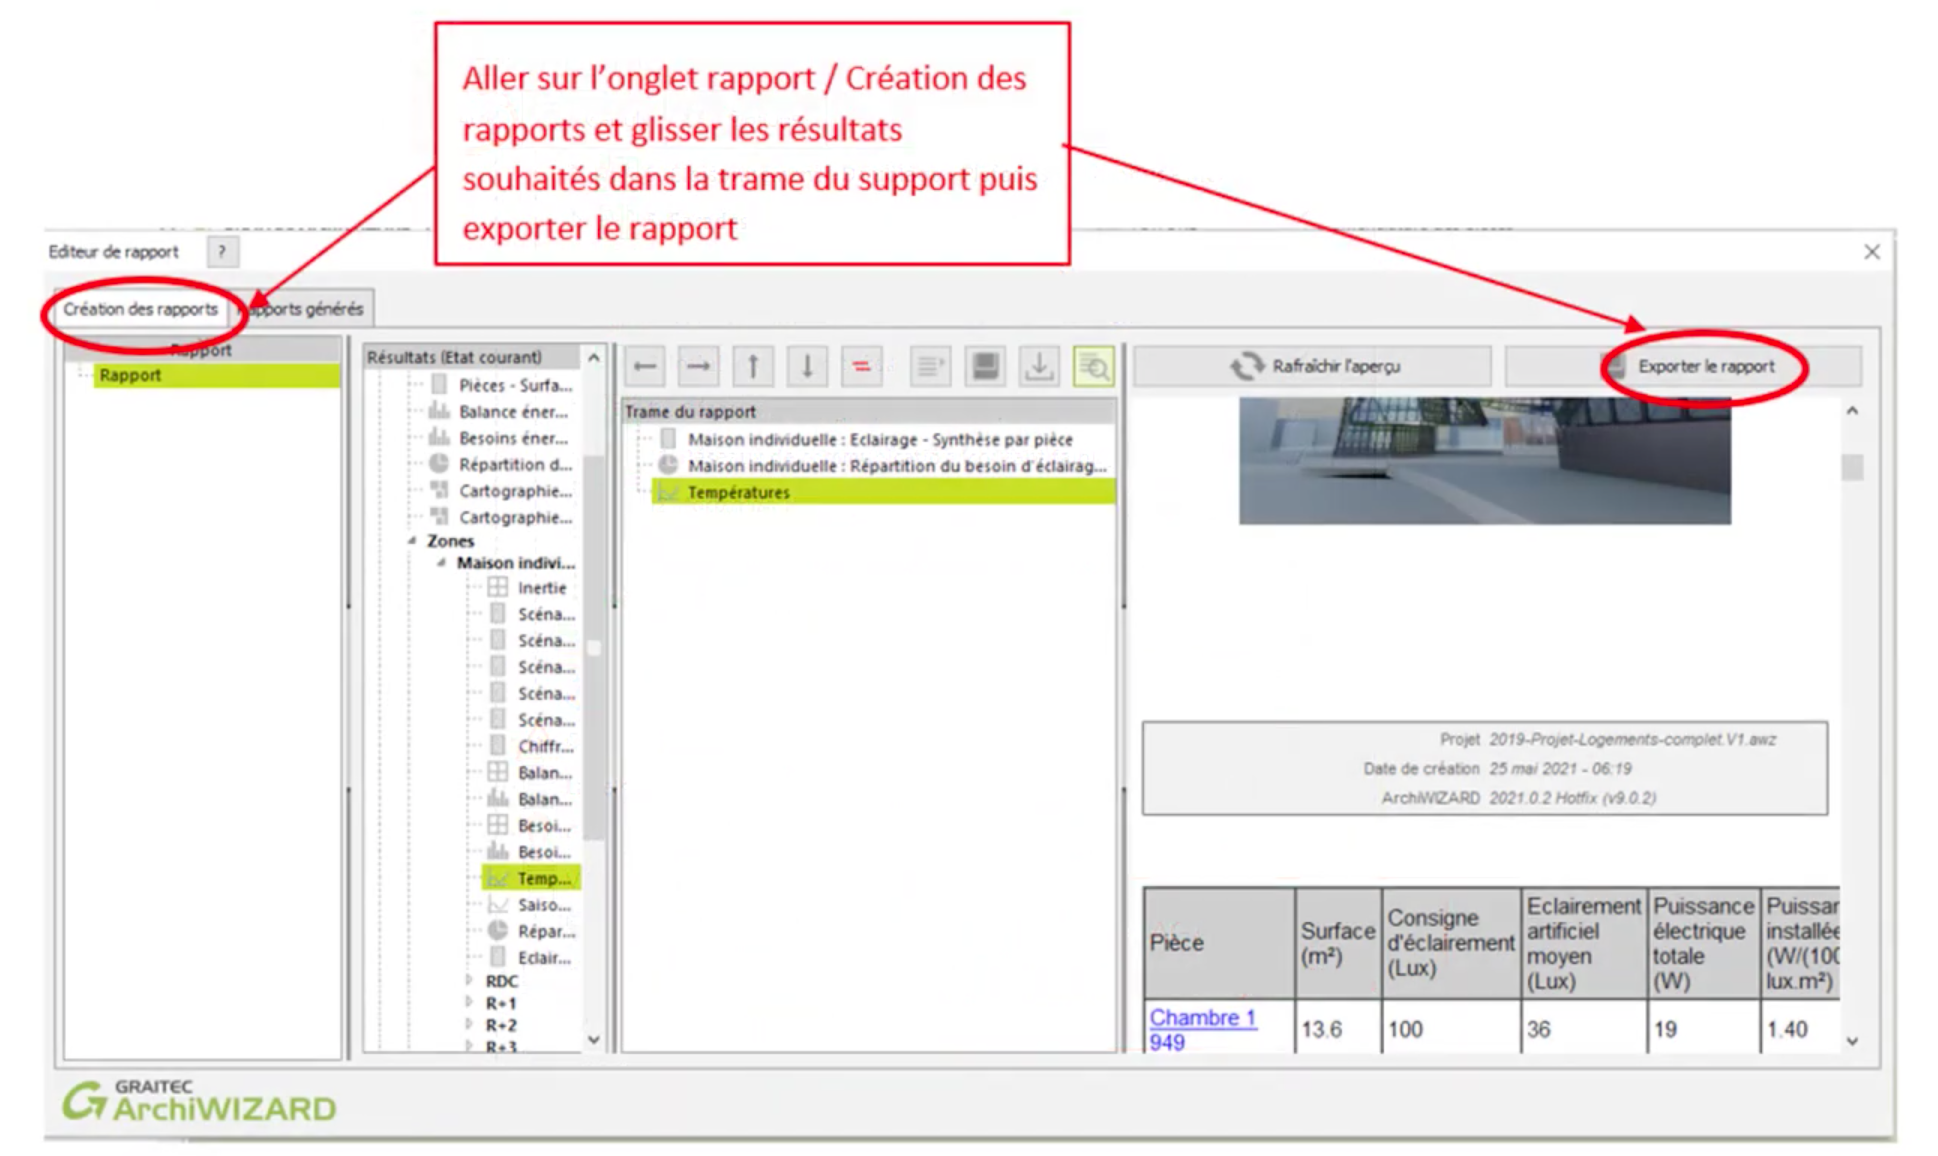 Aller sur l'onglet rapport / Création des
rapports et glisser les résultats
souhaités dans la trame du support puis
exporter le rapport
Editeur de rapport ?
Création des rapports
Rapports générés
Rapport
Rapport
Résultats (Etat courant)
Pièces - Surfa...
Balance éner...
Besoins éner...
Répartition d...
Cartographie...
Cartographie...
Zones
Maison indivi...
Inertie
Scéna...
Scéna...
Scéna...
Scéna...
Scéna...
Chiffr...
Balan...
Balan...
Besoi...
Besoi...
Temp...
Saiso...
Répar...
Eclair...
RDC
R+1
R+2
R+3
Trame du rapport
Maison individuelle : Eclairage - Synthèse par pièce
Maison individuelle : Répartition du besoin d'éclairag...
Températures
Rafraîchir l'aperçu
Exporter le rapport
Projet 2019-Projet-Logements-complet.V1.awz
Date de création 25 mai 2021 - 06:19
ArchiWIZARD 2021.0.2 Hotfix (v9.0.2)
Pièce
Surface
(m²)
Consigne
d'éclairement
(Lux)
Eclairement
artificiel
moyen
(Lux)
Puissance
électrique
totale
(W)
Puissar
installée
(W/(100
lux.m²)
Chambre 1
949
13.6
100
36
19
1.40
GRAITEC
ArchiWIZARD